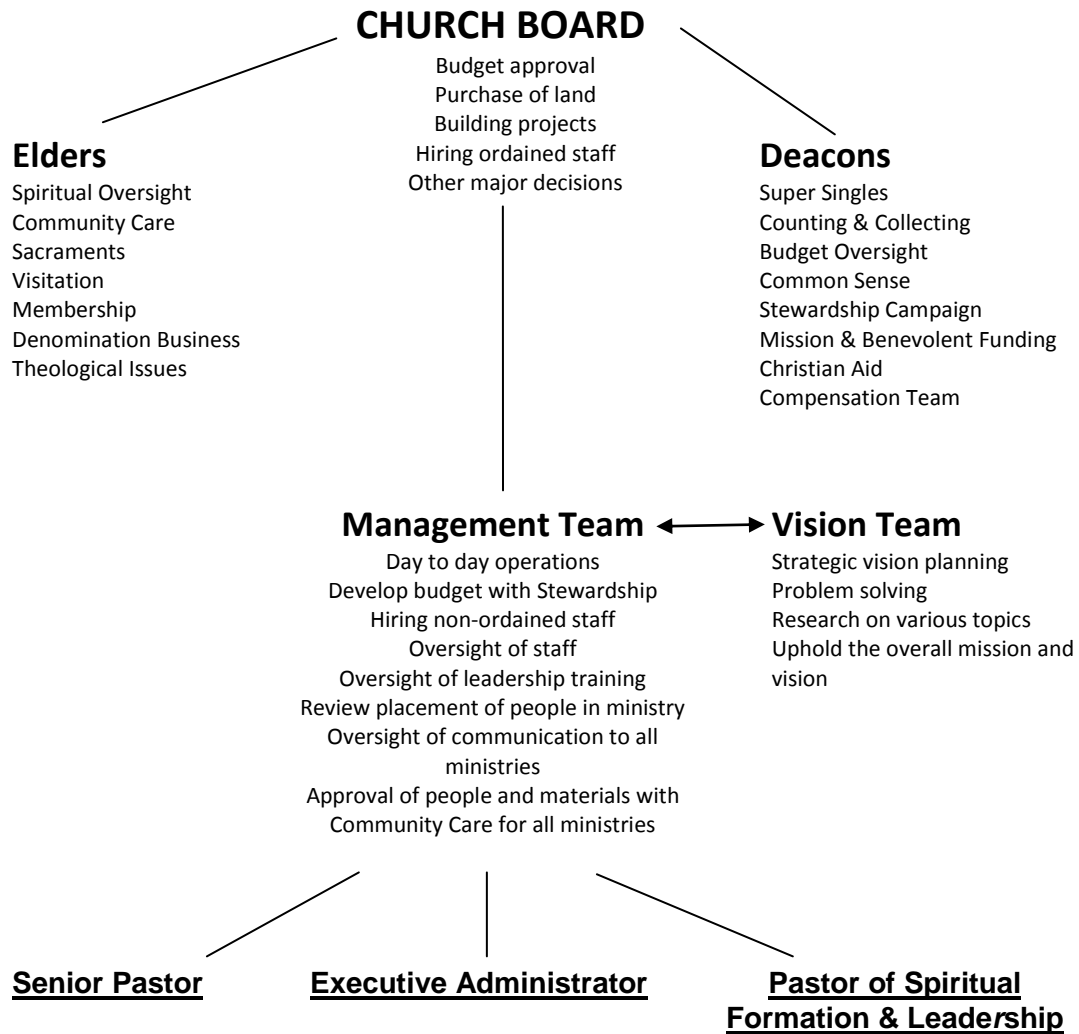 CHURCH BOARD
Budget approval
Purchase of land
Building projects
Hiring ordained staff
Other major decisions
Elders
Spiritual Oversight
Community Care
Sacraments
Visitation
Membership
Denomination Business
Theological Issues
Deacons
Super Singles
Counting & Collecting
Budget Oversight
Common Sense
Stewardship Campaign
Mission & Benevolent Funding
Christian Aid
Compensation Team
Management Team
Day to day operations
Develop budget with Stewardship
Hiring non-ordained staff
Oversight of staff
Oversight of leadership training
Review placement of people in ministry
Oversight of communication to all
ministries
Approval of people and materials with
Community Care for all ministries
Vision Team
Strategic vision planning
Problem solving
Research on various topics
Uphold the overall mission and
vision
Senior Pastor
Executive Administrator
Pastor of Spiritual
Formation & Leadership